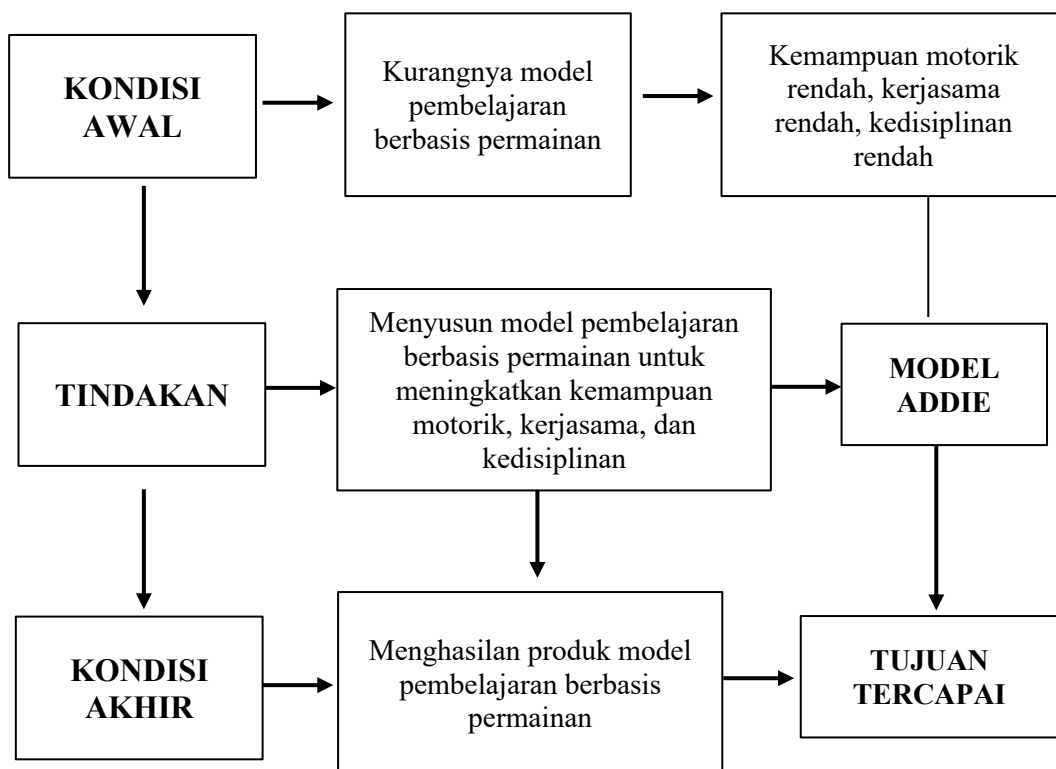 KONDISI
AWAL
Kurangnya model
pembelajaran
berbasis permainan
Kemampuan motorik
rendah, kerjasama
rendah, kedisiplinan
rendah
TINDAKAN
Menyusun model pembelajaran
berbasis permainan untuk
meningkatkan kemampuan
motorik, kerjasama, dan
kedisiplinan
MODEL
ADDIE
KONDISI
AKHIR
Menghasilan produk model
pembelajaran berbasis
permainan
TUJUAN
TERCAPAI